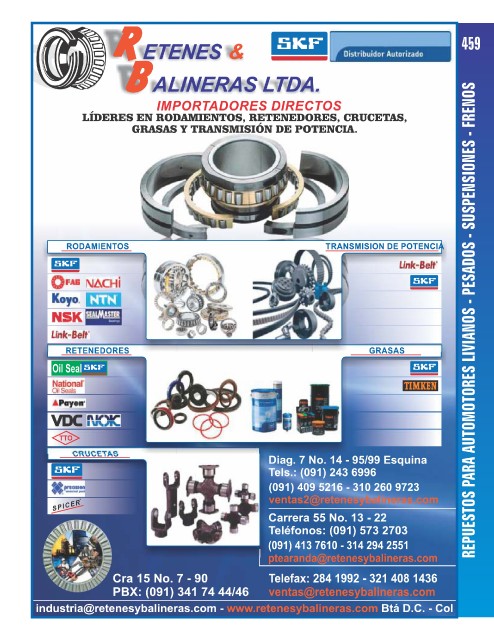 RETENES &
BALINERAS LTDA.
SKF
Distribuidor Autorizado
IMPORTADORES DIRECTOS
LÍDERES EN RODAMIENTOS, RETENEDORES, CRUCETAS,
GRASAS Y TRANSMISIÓN DE POTENCIA.
RODAMIENTOS
SKF
FAG NACHI
Koyo. NTN
NSK SEALMASTER
Link-Belt
TRANSMISION DE POTENCIA
Link-Belt
SKF
RETENEDORES
Oil Seal SKF
National
Oil Seals
Payen
VDC NOK
TTO
GRASAS
SKF
TIMKEN
CRUCETAS
SKF
precision
SPICER
Diag. 7 No. 14 - 95/99 Esquina
Tels.: (091) 243 6996
(091) 409 5216 - 310 260 9723
ventas2@retenesybalineras.com
Carrera 55 No. 13 - 22
Teléfonos: (091) 573 2703
(091) 413 7610 - 314 294 2551
ptearanda@retenesybalineras.com
Cra 15 No. 7 - 90
PBX: (091) 341 74 44/46
Telefax: 284 1992 - 321 408 1436
ventas@retenesybalineras.com
industria@retenesybalineras.com - www.retenesybalineras.com Btá D.C. - Col
459
REPUESTOS PARA AUTOMOTORES LIVIANOS - PESADOS - SUSPENSIONES - FRENOS